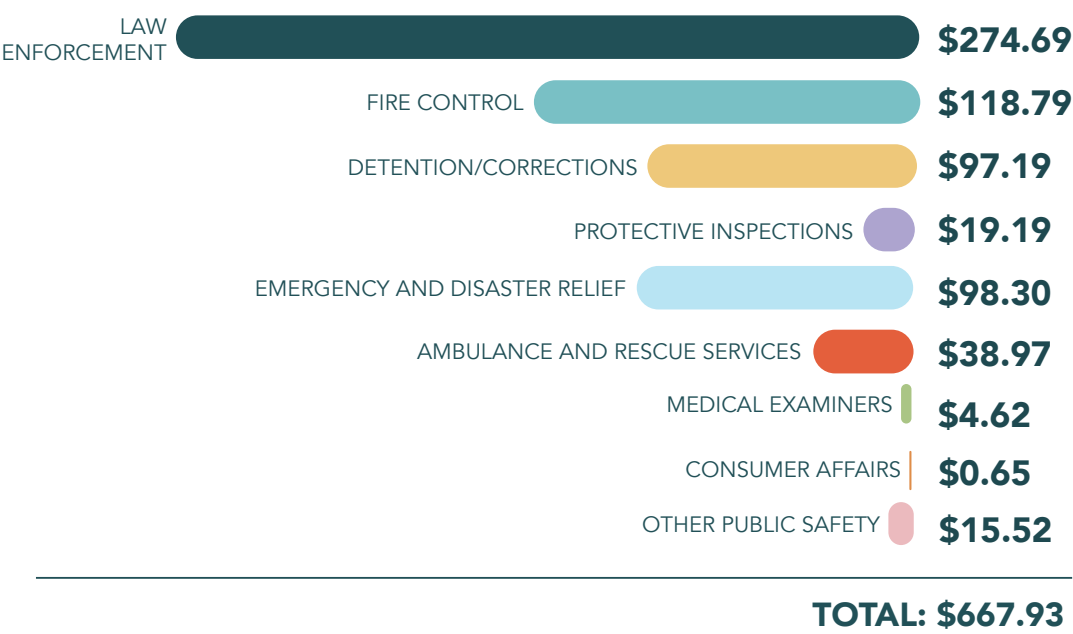 LAW
ENFORCEMENT
$274.69
FIRE CONTROL $118.79
DETENTION/CORRECTIONS $97.19
PROTECTIVE INSPECTIONS $19.19
EMERGENCY AND DISASTER RELIEF $98.30
AMBULANCE AND RESCUE SERVICES $38.97
MEDICAL EXAMINERS $4.62
CONSUMER AFFAIRS $0.65
OTHER PUBLIC SAFETY $15.52
TOTAL: $667.93